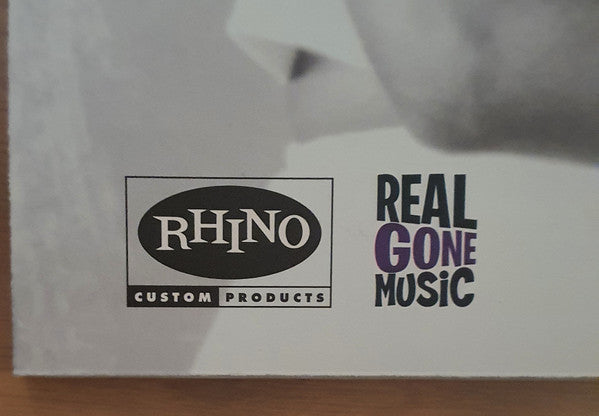 RHINO
CUSTOM PRODUCTS
REAL
GONE
MUSiC